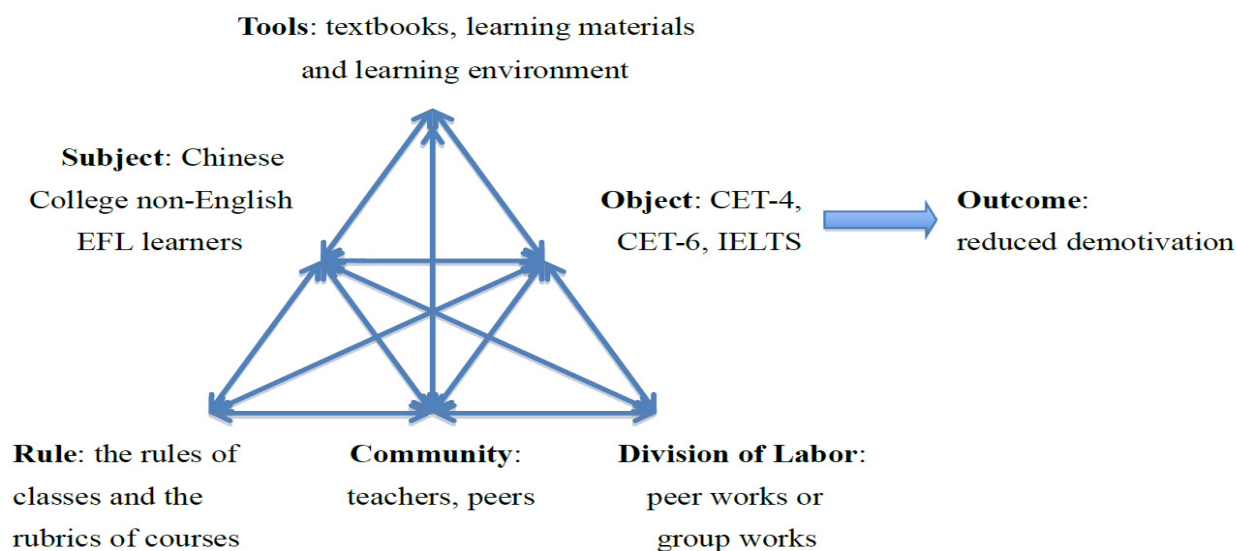 Tools: textbooks, learning materials
and learning environment
Subject: Chinese
College non-English
EFL learners
Object: CET-4,
CET-6, IELTS
Outcome:
reduced demotivation
Rule: the rules of
classes and the
rubrics of courses
Community:
teachers, peers
Division of Labor:
peer works or
group works